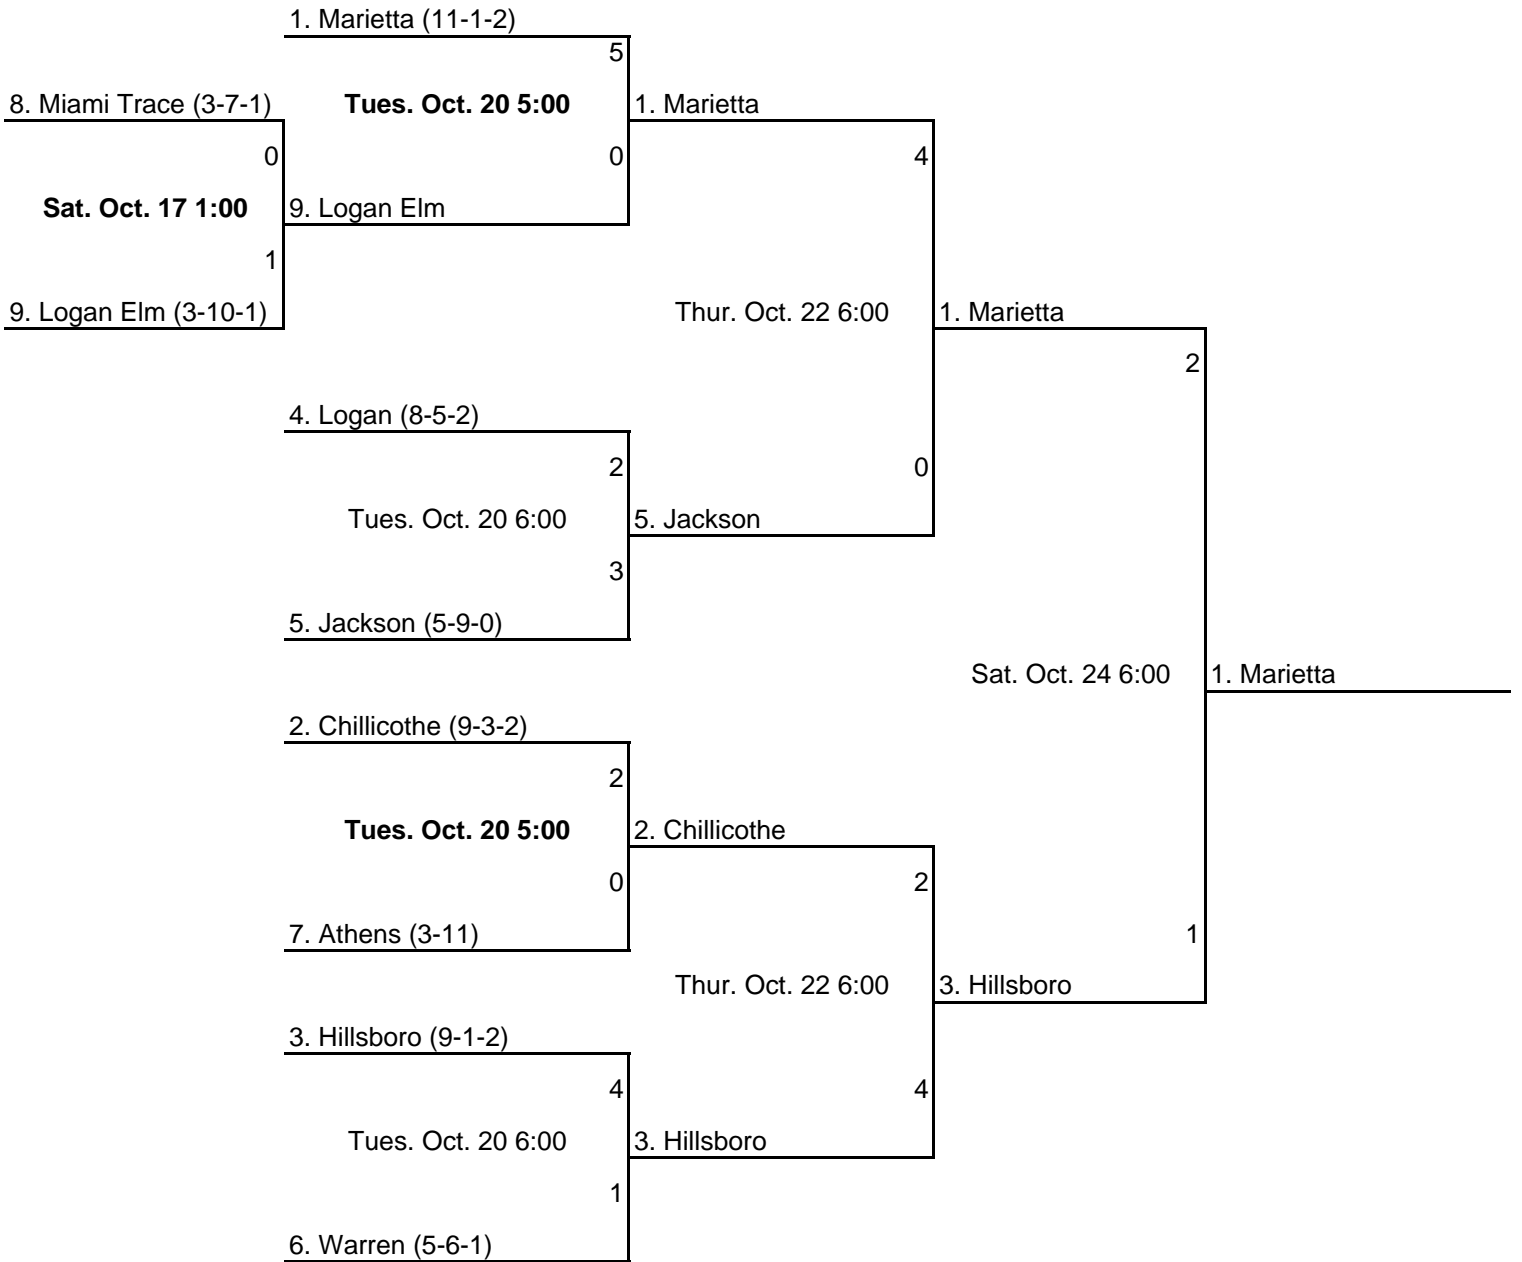 1. Marietta (11-1-2)
5
8. Miami Trace (3-7-1)
Tues. Oct. 20 5:00
1. Marietta
0
0
4
Sat. Oct. 17 1:00
9. Logan Elm
1
9. Logan Elm (3-10-1)
Thur. Oct. 22 6:00
1. Marietta
2
4. Logan (8-5-2)
2
0
Tues. Oct. 20 6:00
5. Jackson
3
5. Jackson (5-9-0)
Sat. Oct. 24 6:00
1. Marietta
2. Chillicothe (9-3-2)
2
Tues. Oct. 20 5:00
2. Chillicothe
0
2
7. Athens (3-11)
1
Thur. Oct. 22 6:00
3. Hillsboro
3. Hillsboro (9-1-2)
4
4
Tues. Oct. 20 6:00
3. Hillsboro
1
6. Warren (5-6-1)